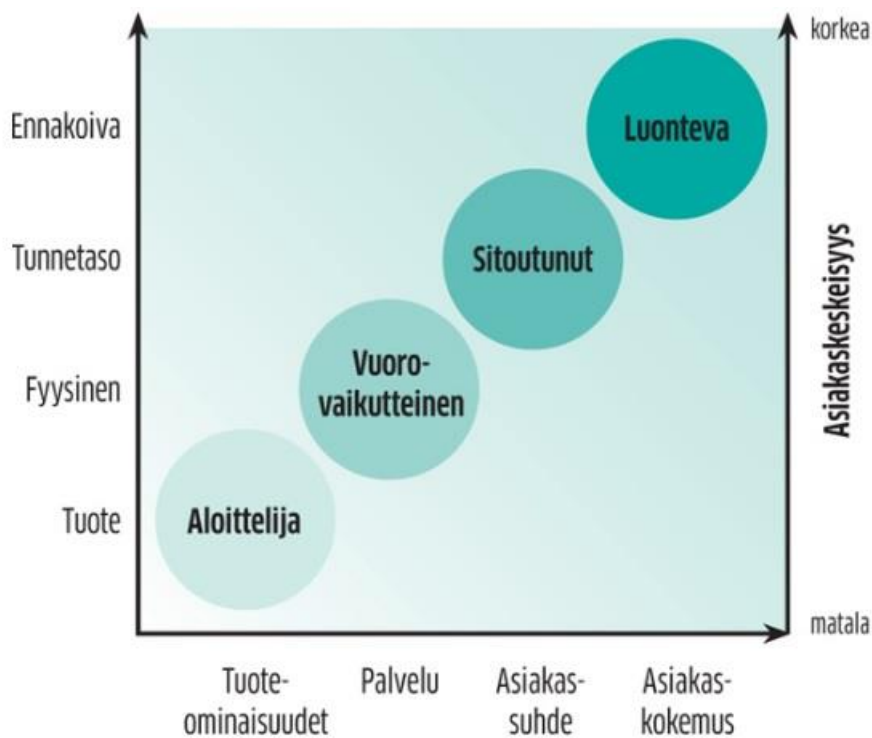 korkea
Ennakoiva
Luonteva
Tunnetaso
Sitoutunut
Asiakaskeskeisyys
Fyysinen
Vuoro-
vaikutteinen
Tuote
Aloittelija
matala
Tuote-
ominaisuudet
Palvelu
Asiakas-
suhde
Asiakas-
kokemus